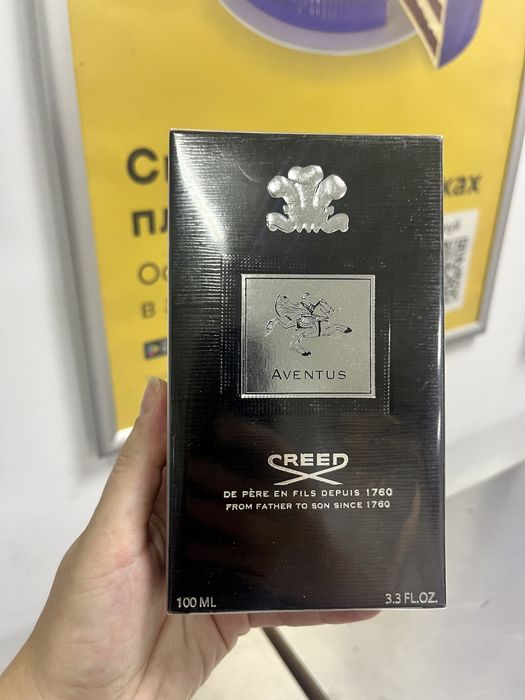 AVENTUS
CREED
DE PÈRE EN FILS DEPUIS 1760
FROM FATHER TO SON SINCE 1760
100 ML
3.3 FL.OZ.